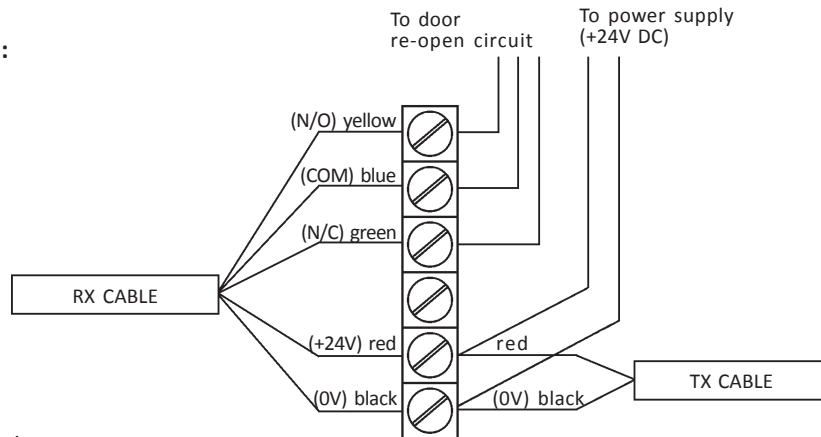 To door
re-open circuit
To power supply
(+24V DC)
:
(N/O) yellow
(COM) blue
(N/C) green
RX CABLE
(+24V) red
red
(0V) black
(0V) black
TX CABLE